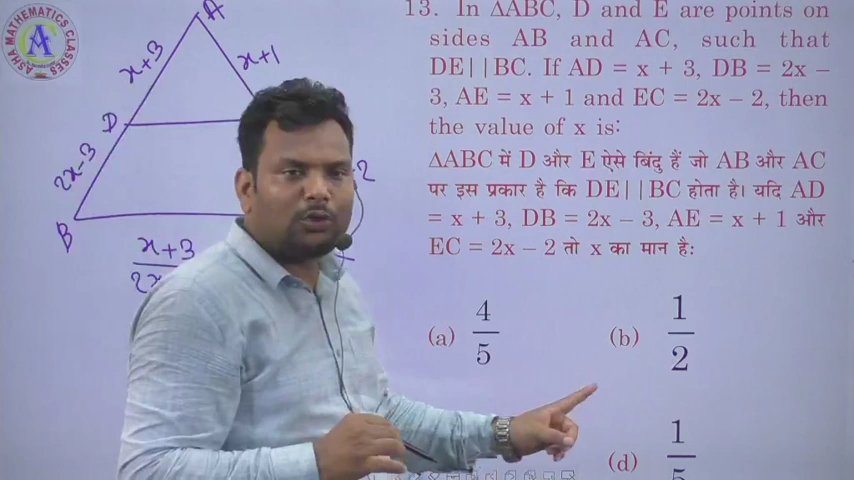 ASHA MATHEMATICS CLASSES
A
x+3
x+1
D
2x-3
2
B
x+3
13. In ΔABC, D and E are points on
sides AB and AC, such that
DE||BC. If AD = x + 3, DB = 2x –
3, AE = x + 1 and EC = 2x – 2, then
the value of x is:
ΔABC में D और E ऐसे बिंदु हैं जो AB और AC
पर इस प्रकार है कि DE||BC होता है। यदि AD
= x + 3, DB = 2x – 3, AE = x + 1 और
EC = 2x – 2 तो x का मान है:
(a) 4/5 (b) 1/2
(d) 1/5